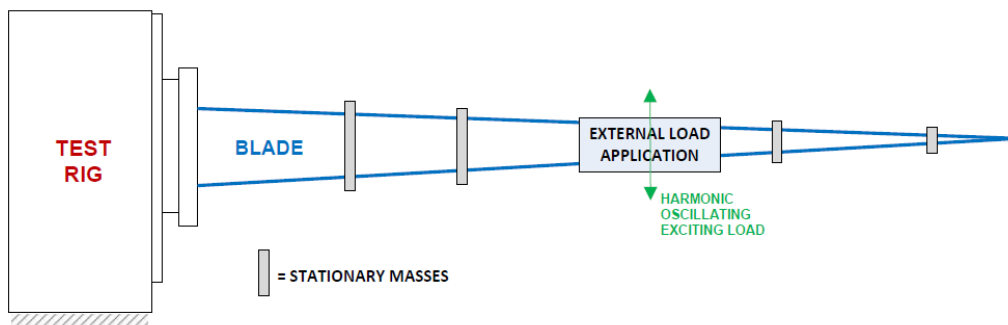 TEST
RIG
BLADE
EXTERNAL LOAD
APPLICATION
HARMONIC
OSCILLATING
EXCITING LOAD
= STATIONARY MASSES